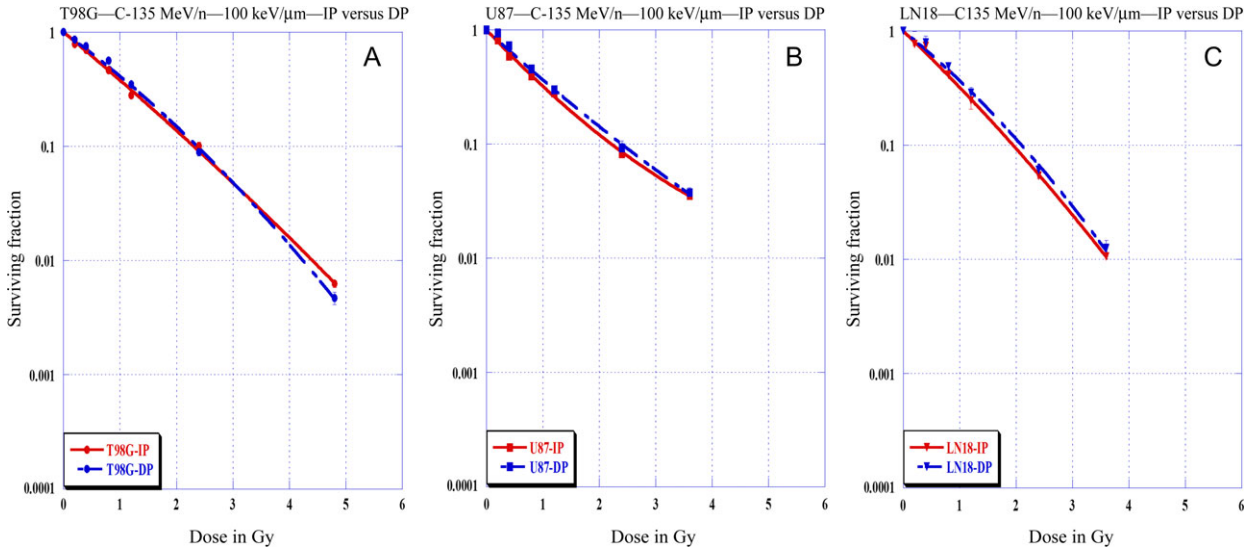 T98G—C-135 MeV/n—100 keV/μm—IP versus DP
A
Surviving fraction
1
0.1
0.01
0.001
0.0001
T98G-IP
T98G-DP
0 1 2 3 4 5 6
Dose in Gy
U87—C-135 MeV/n—100 keV/μm—IP versus DP
B
Surviving fraction
1
0.1
0.01
0.001
0.0001
U87-IP
U87-DP
0 1 2 3 4 5 6
Dose in Gy
LN18—C135 MeV/n—100 keV/μm—IP versus DP
C
Surviving fraction
1
0.1
0.01
0.001
0.0001
LN18-IP
LN18-DP
0 1 2 3 4 5 6
Dose in Gy